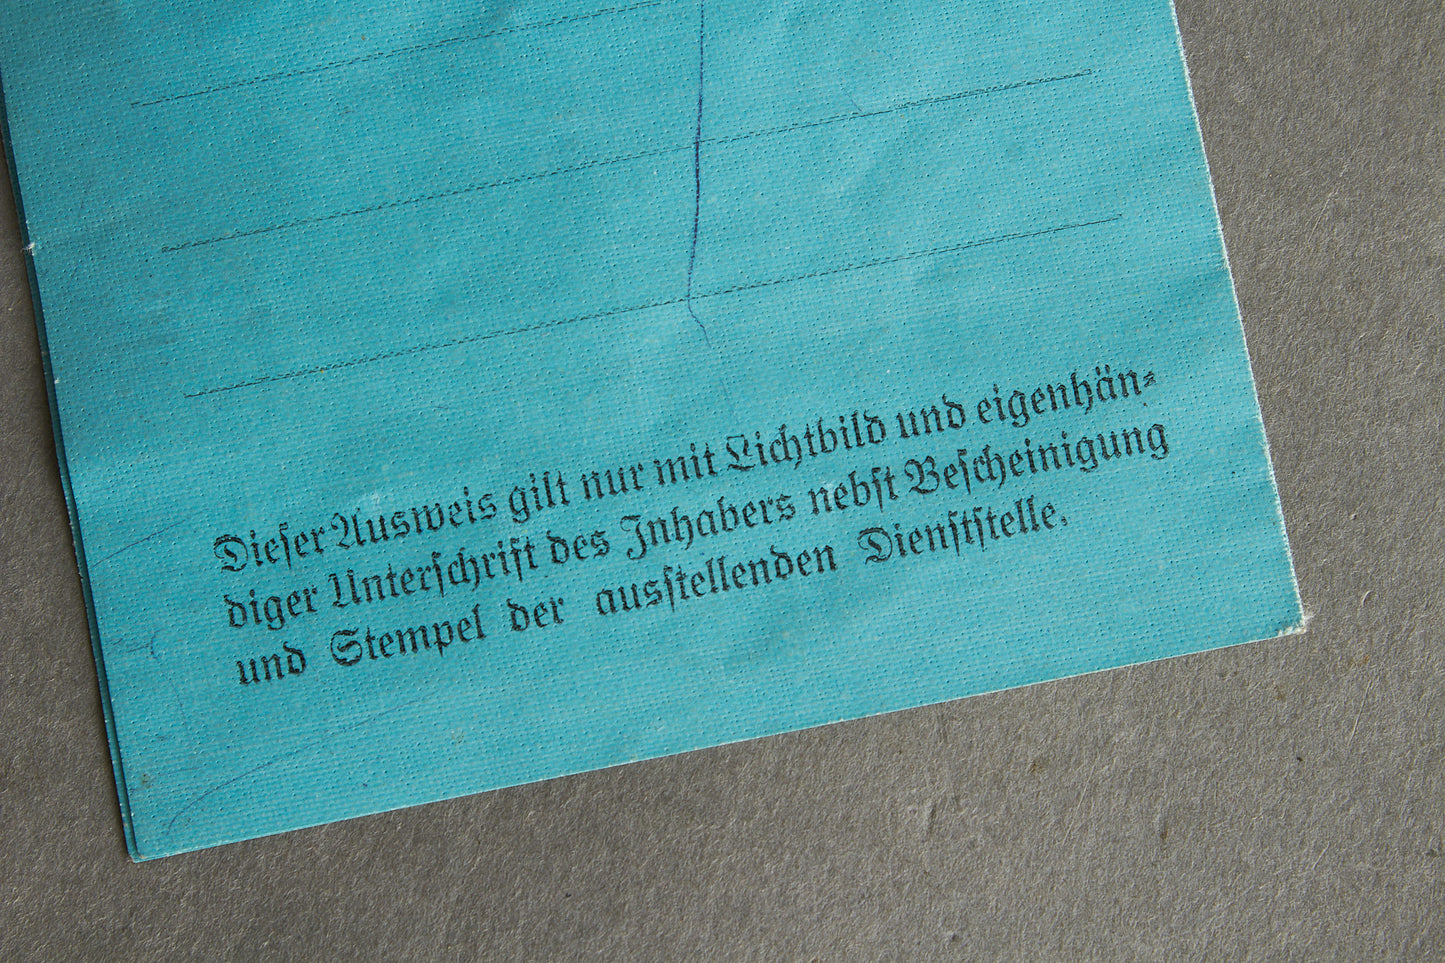 Dieſer Ausweis gilt nur mit Lichtbild und eigenhän⸗
diger Unterſchrift des Inhabers nebſt Beſcheinigung
und Stempel der ausſtellenden Dienſtſtelle.